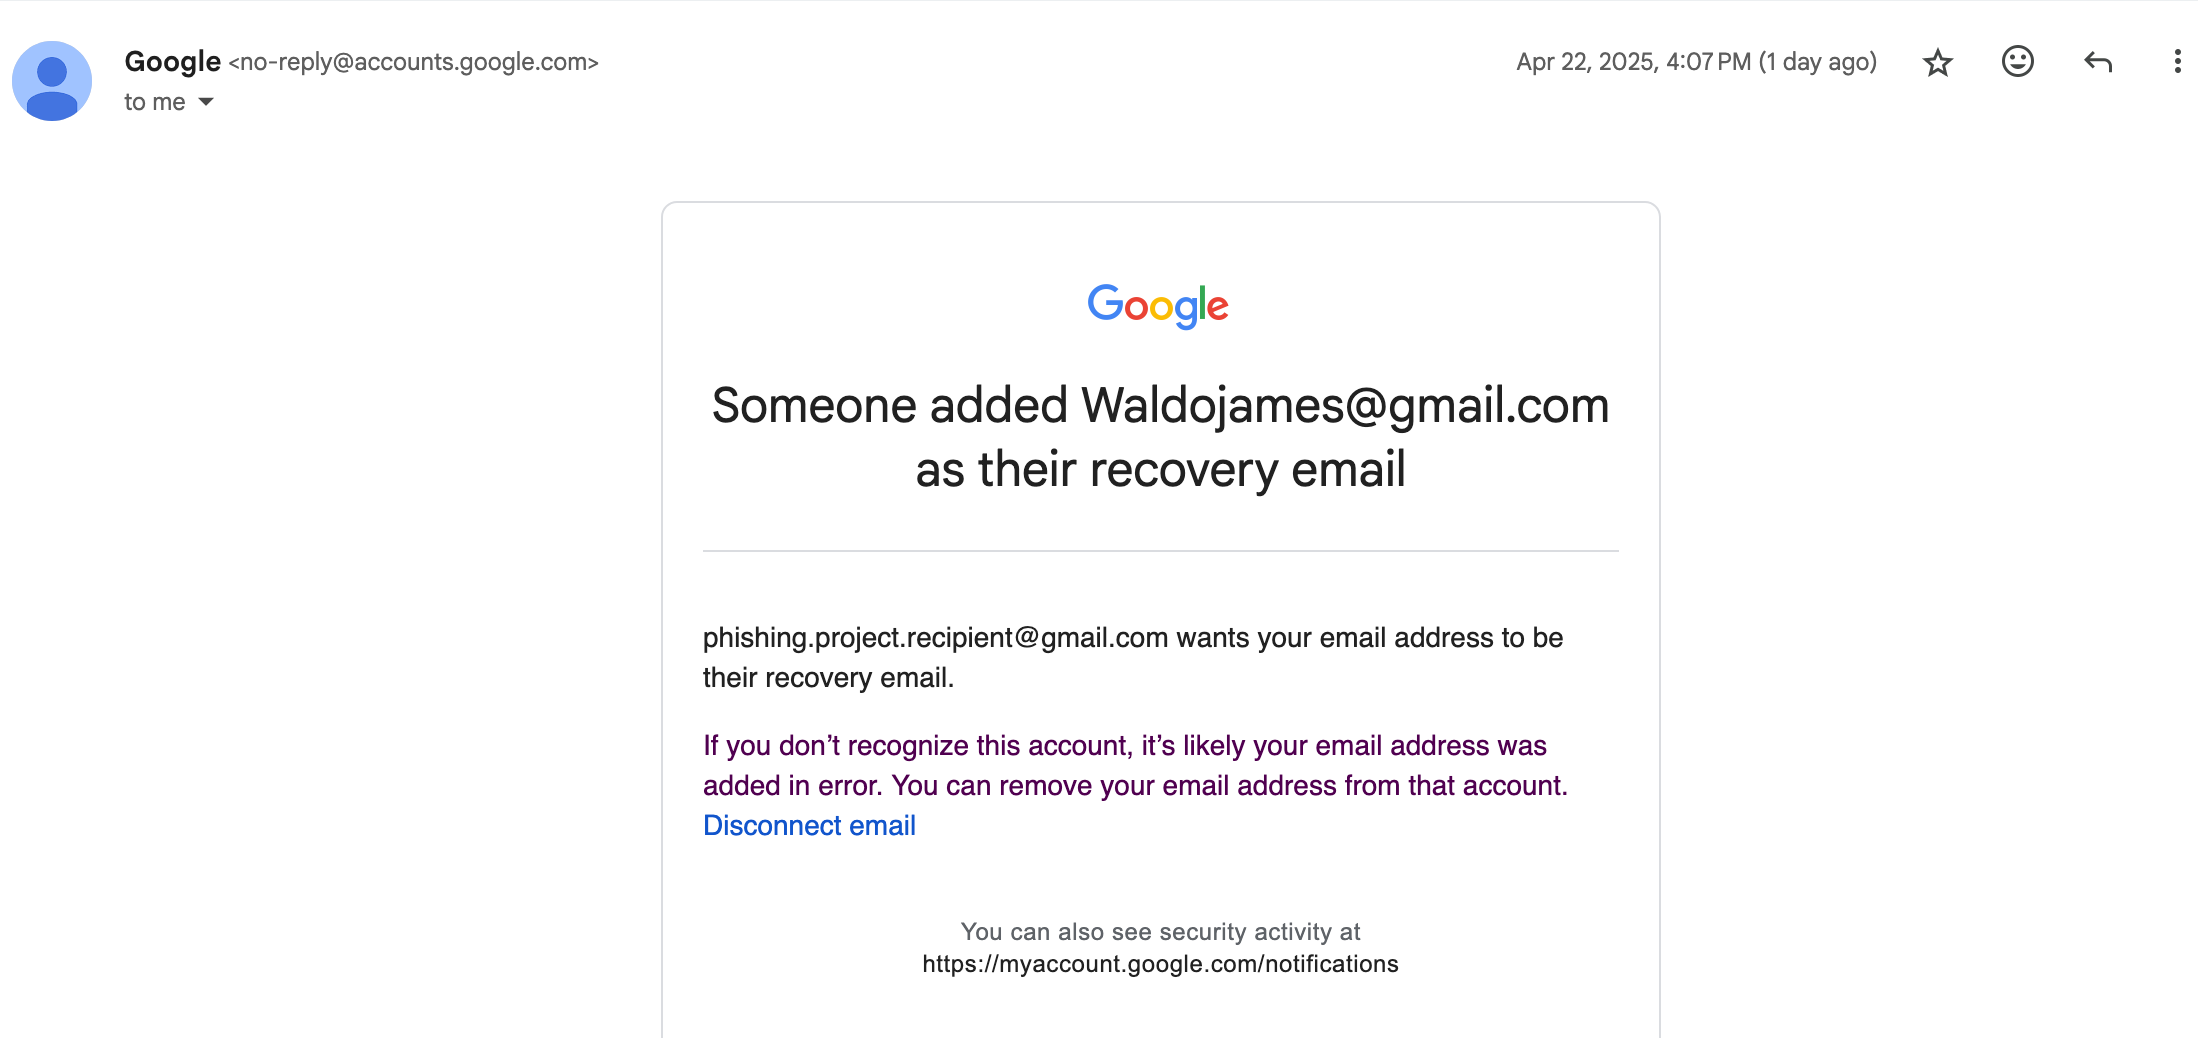 Google <no-reply@accounts.google.com>
Apr 22, 2025, 4:07 PM (1 day ago)
to me
Google
Someone added Waldojames@gmail.com
as their recovery email
phishing.project.recipient@gmail.com wants your email address to be
their recovery email.
If you don’t recognize this account, it’s likely your email address was
added in error. You can remove your email address from that account.
Disconnect email
You can also see security activity at
https://myaccount.google.com/notifications